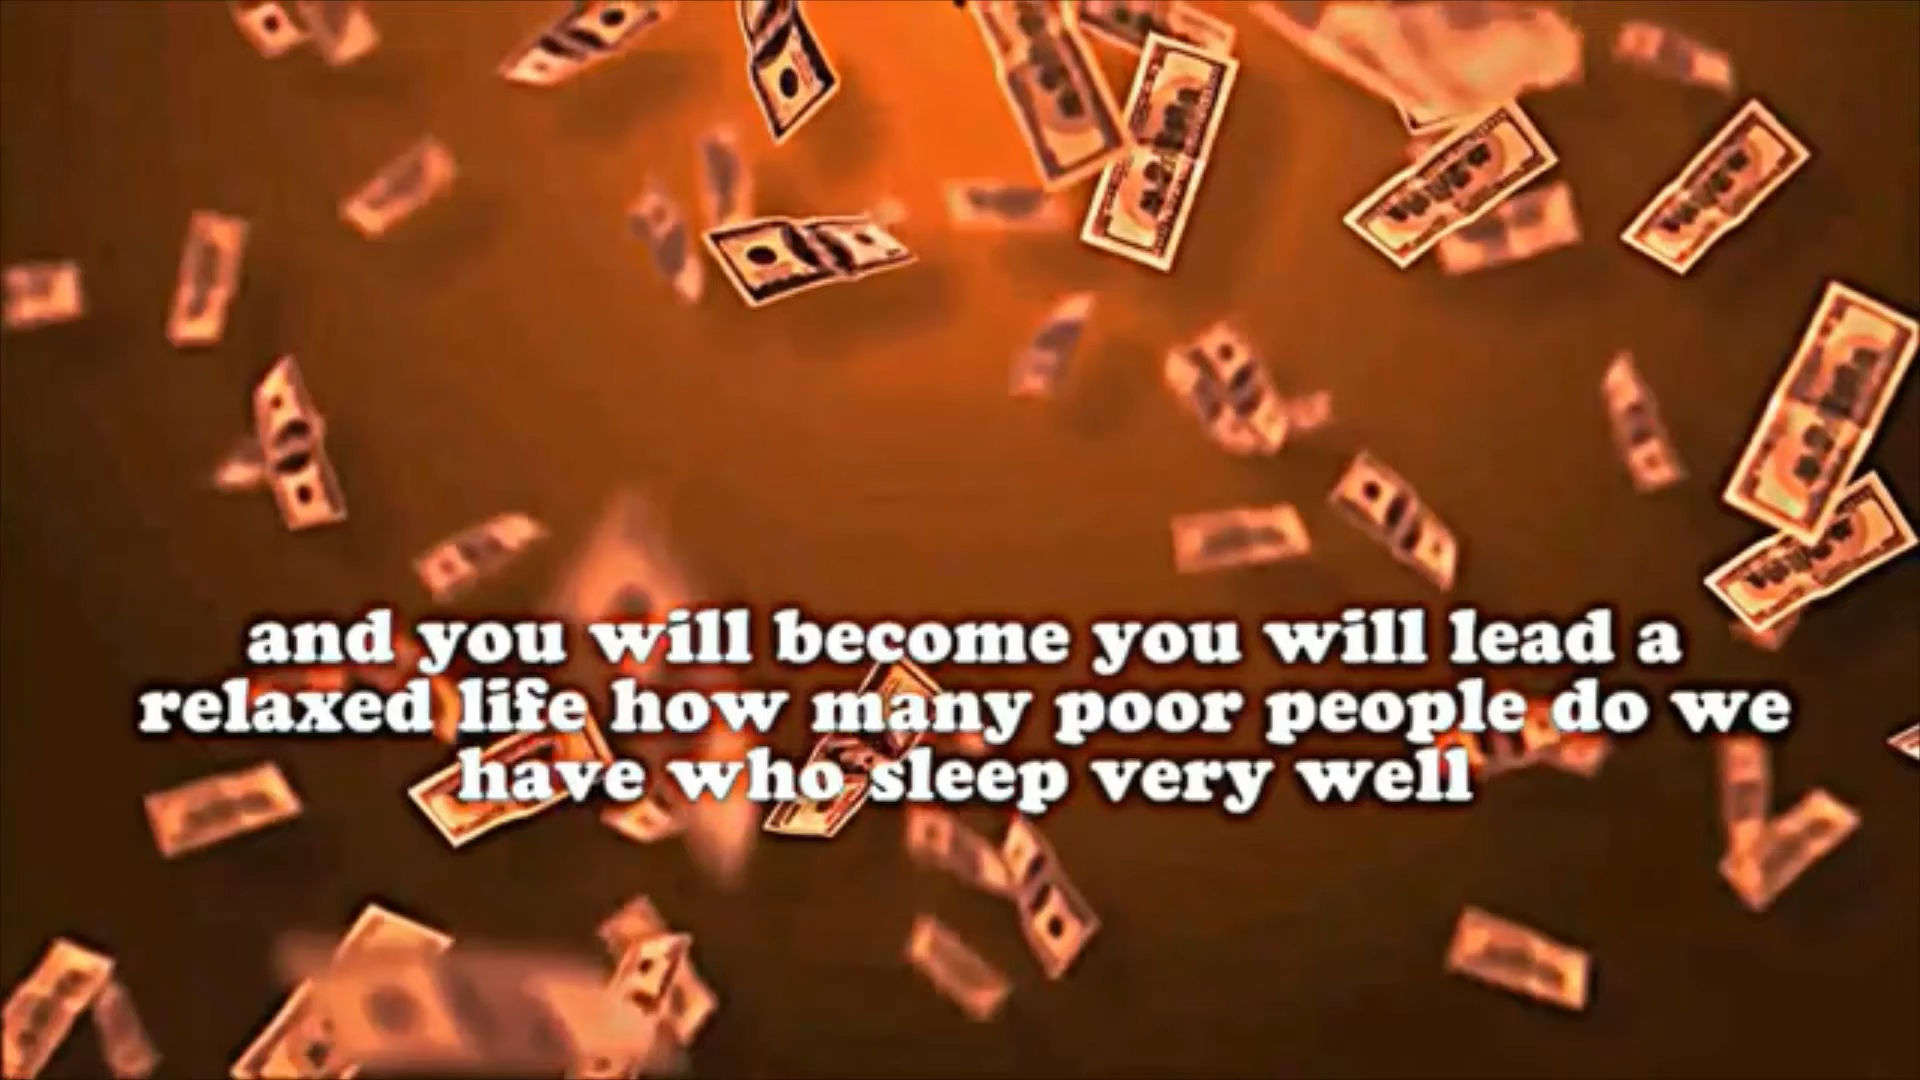 and you will become you will lead a
relaxed life how many poor people do we
have who sleep very well